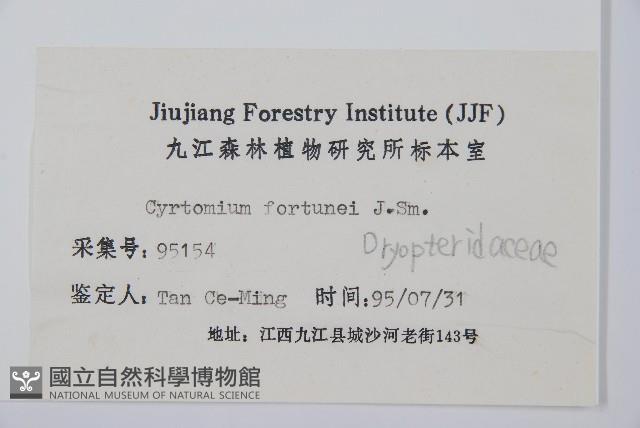 Jiujiang Forestry Institute (JJF)
九江森林植物研究所标本室
Cyrtomium fortunei J.Sm.
采集号: 95154
Dryopteridaceae
鉴定人: Tan Ce-Ming 时间: 95/07/31
地址: 江西九江县城沙河老街143号
國立自然科學博物館
NATIONAL MUSEUM OF NATURAL SCIENCE